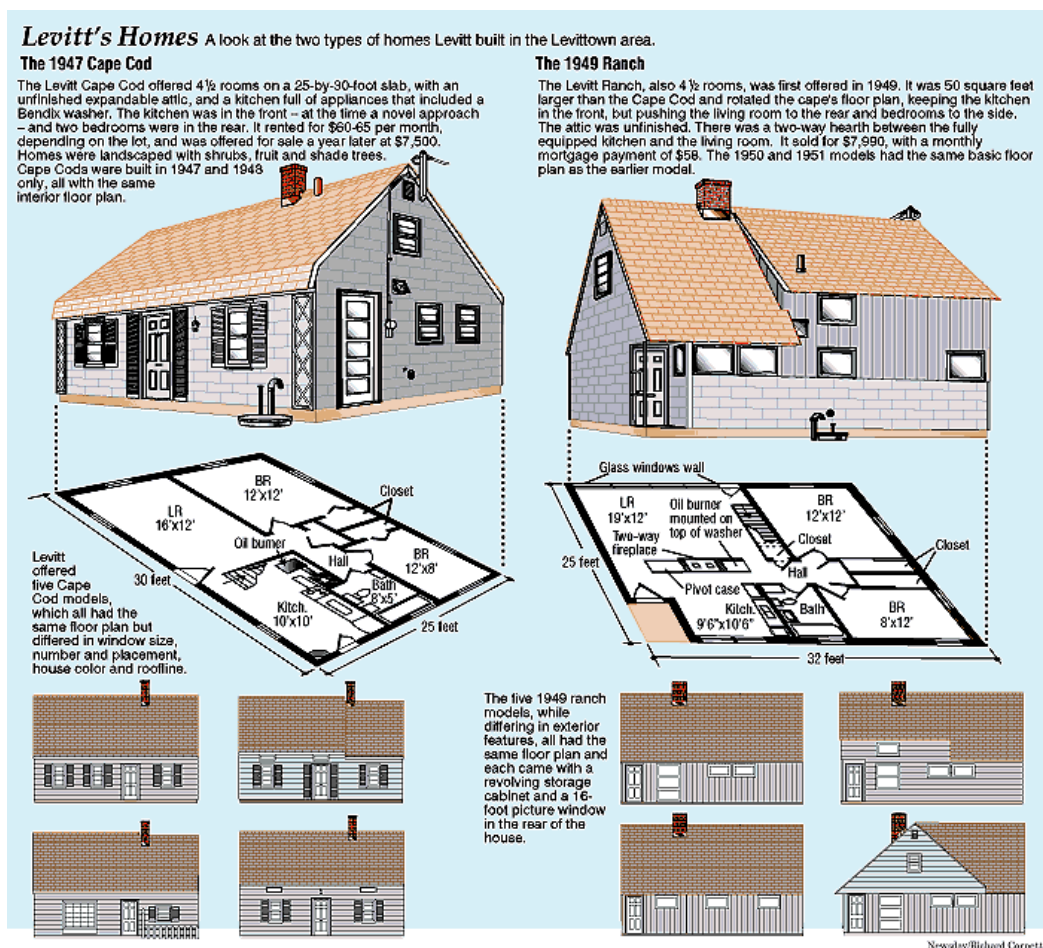 Levitt's Homes A look at the two types of homes Levitt built in the Levittown area.
The 1947 Cape Cod
The Levitt Cape Cod offered 4½ rooms on a 25-by-30-foot slab, with an
unfinished expandable attic, and a kitchen full of appliances that included a
Bendix washer. The kitchen was in the front – at the time a novel approach
– and two bedrooms were in the rear. It rented for $60-65 per month,
depending on the lot, and was offered for sale a year later at $7,500.
Homes were landscaped with shrubs, fruit and shade trees.
Cape Cods were built in 1947 and 1948
only, all with the same
interior floor plan.
The 1949 Ranch
The Levitt Ranch, also 4½ rooms, was first offered in 1949. It was 50 square feet
larger than the Cape Cod and rotated the cape's floor plan, keeping the kitchen
in the front, but pushing the living room to the rear and bedrooms to the side.
The attic was unfinished. There was a two-way hearth between the fully
equipped kitchen and the living room. It sold for $7,990, with a monthly
mortgage payment of $58. The 1950 and 1951 models had the same basic floor
plan as the earlier model.
LR
16'x12'
BR
12'x12'
Closet
Oil burner
Hall
BR
12'x8'
Bath
8'x5'
Kitch.
10'x10'
30 feet
25 feet
Levitt
offered
five Cape
Cod models,
which all had the
same floor plan but
differed in window size,
number and placement,
house color and roofline.
Glass windows wall
LR
19'x12'
Oil burner
mounted on
top of washer
BR
12'x12'
Two-way
fireplace
Closet
Closet
Hall
Pivot case
Kitch.
9'6"x10'6"
Bath
BR
8'x12'
25 feet
32 feet
The five 1949 ranch
models, while
differing in exterior
features, all had the
same floor plan and
each came with a
revolving storage
cabinet and a 16-
foot picture window
in the rear of the
house.
Newsday/Richard Cornett